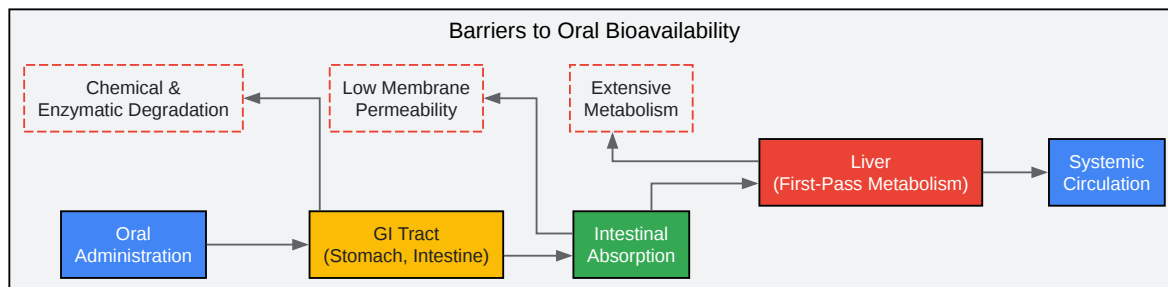 Barriers to Oral Bioavailability
Chemical &
Enzymatic Degradation
Low Membrane
Permeability
Extensive
Metabolism
Liver
(First-Pass Metabolism)
Systemic
Circulation
Oral
Administration
GI Tract
(Stomach, Intestine)
Intestinal
Absorption